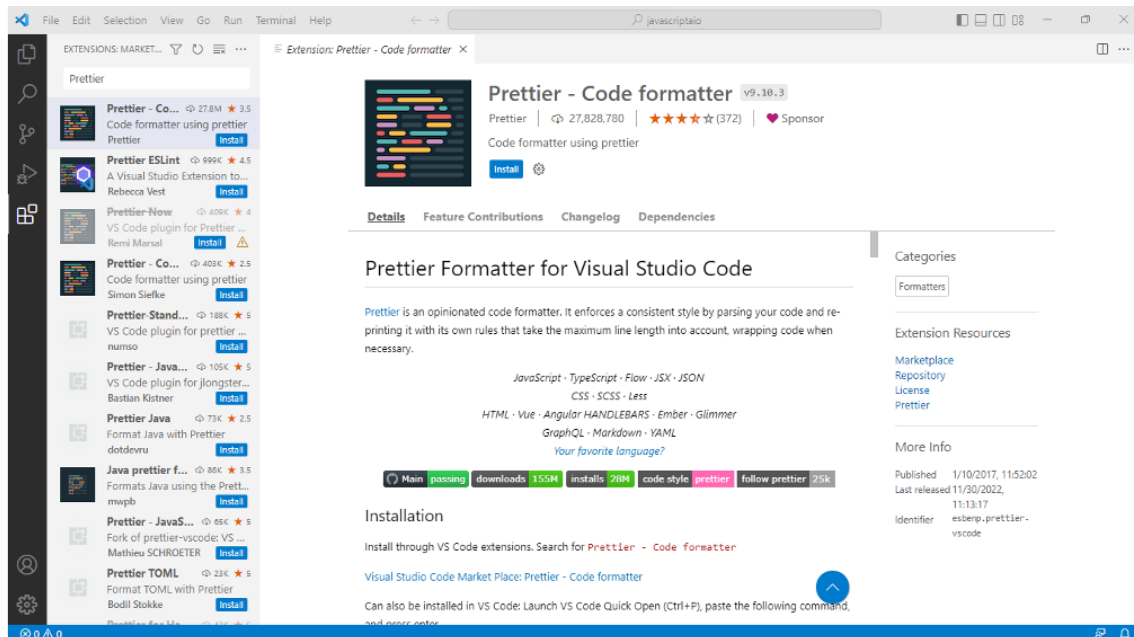 File Edit Selection View Go Run Terminal Help
javascriptaio
EXTENSIONS: MARKET...
Prettier
Prettier - Co... 27.8M ★ 3.5
Code formatter using prettier
Prettier Install
Prettier ESLint 999K ★ 4.5
A Visual Studio Extension to...
Rebecca Vest Install
Prettier Now 409K ★ 4
VS Code plugin for Prettier ...
Remi Marsal Install
Prettier - Co... 403K ★ 2.5
Code formatter using prettier
Simon Siefke Install
Prettier-Stand... 188K ★ 5
VS Code plugin for prettier ...
numso Install
Prettier - Java... 105K ★ 5
VS Code plugin for jlongster...
Bastian Kistner Install
Prettier Java 73K ★ 2.5
Format Java with Prettier
dotdevru Install
Java prettier f... 86K ★ 3.5
Formats Java using the Prett...
mwpb Install
Prettier - JavaS... 65K ★ 5
Fork of prettier-vscode: VS ...
Mathieu SCHROETER Install
Prettier TOML 23K ★ 5
Format TOML with Prettier
Bodil Stokke Install
Extension: Prettier - Code formatter
Prettier - Code formatter v9.10.3
Prettier 27,828,780 ★★★★☆ (372) Sponsor
Code formatter using prettier
Install
Details Feature Contributions Changelog Dependencies
Prettier Formatter for Visual Studio Code
Prettier is an opinionated code formatter. It enforces a consistent style by parsing your code and re-
printing it with its own rules that take the maximum line length into account, wrapping code when
necessary.
JavaScript · TypeScript · Flow · JSX · JSON
CSS · SCSS · Less
HTML · Vue · Angular HANDLEBARS · Ember · Glimmer
GraphQL · Markdown · YAML
Your favorite language?
Main passing downloads 155M installs 28M code style prettier follow prettier 25k
Installation
Install through VS Code extensions. Search for Prettier - Code formatter
Visual Studio Code Market Place: Prettier - Code formatter
Can also be installed in VS Code: Launch VS Code Quick Open (Ctrl+P), paste the following command,
and press enter.
Categories
Formatters
Extension Resources
Marketplace
Repository
License
Prettier
More Info
Published 1/10/2017, 11:52:02
Last released 11/30/2022,
11:13:17
Identifier esbenp.prettier-
vscode
0 0